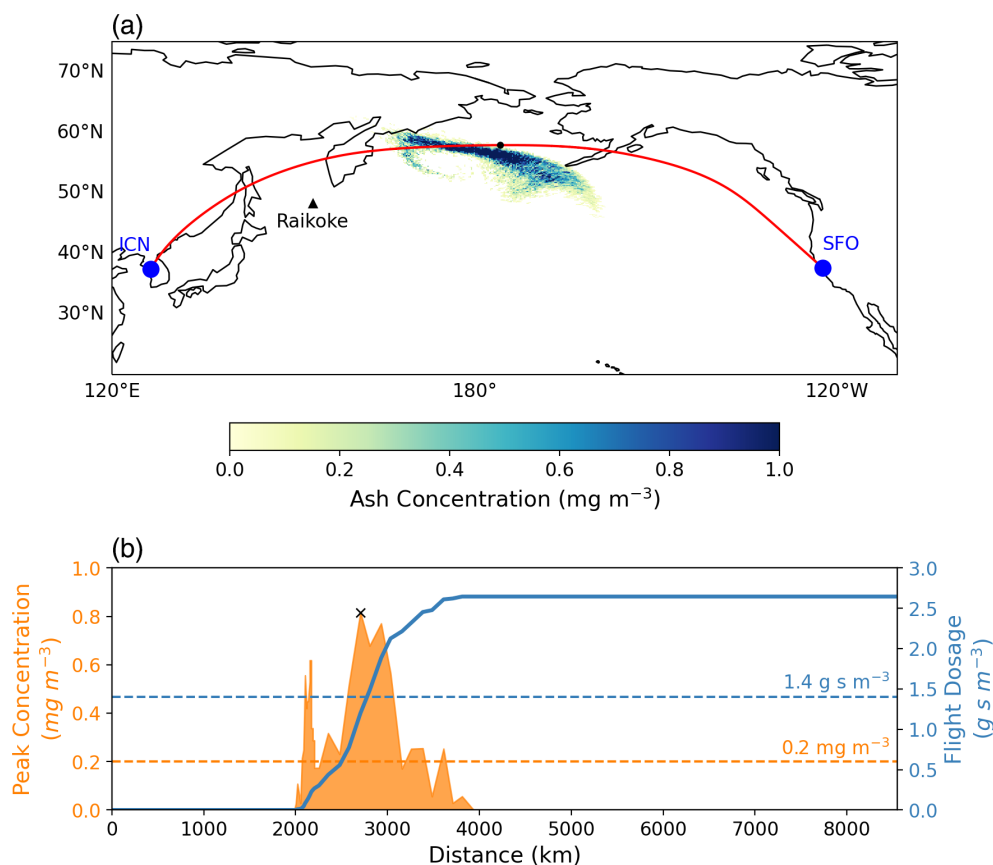 (a)
70°N
60°N
50°N
40°N
30°N
ICN
Raikoke
SFO
120°E 180° 120°W
0.0 0.2 0.4 0.6 0.8 1.0
Ash Concentration (mg m⁻³)
(b)
Peak Concentration
(mg m⁻³)
1.0
0.8
0.6
0.4
0.2
0.0
1.4 g s m⁻³
0.2 mg m⁻³
3.0
2.5
2.0
1.5
1.0
0.5
0.0
Flight Dosage
(g s m⁻³)
0 1000 2000 3000 4000 5000 6000 7000 8000
Distance (km)